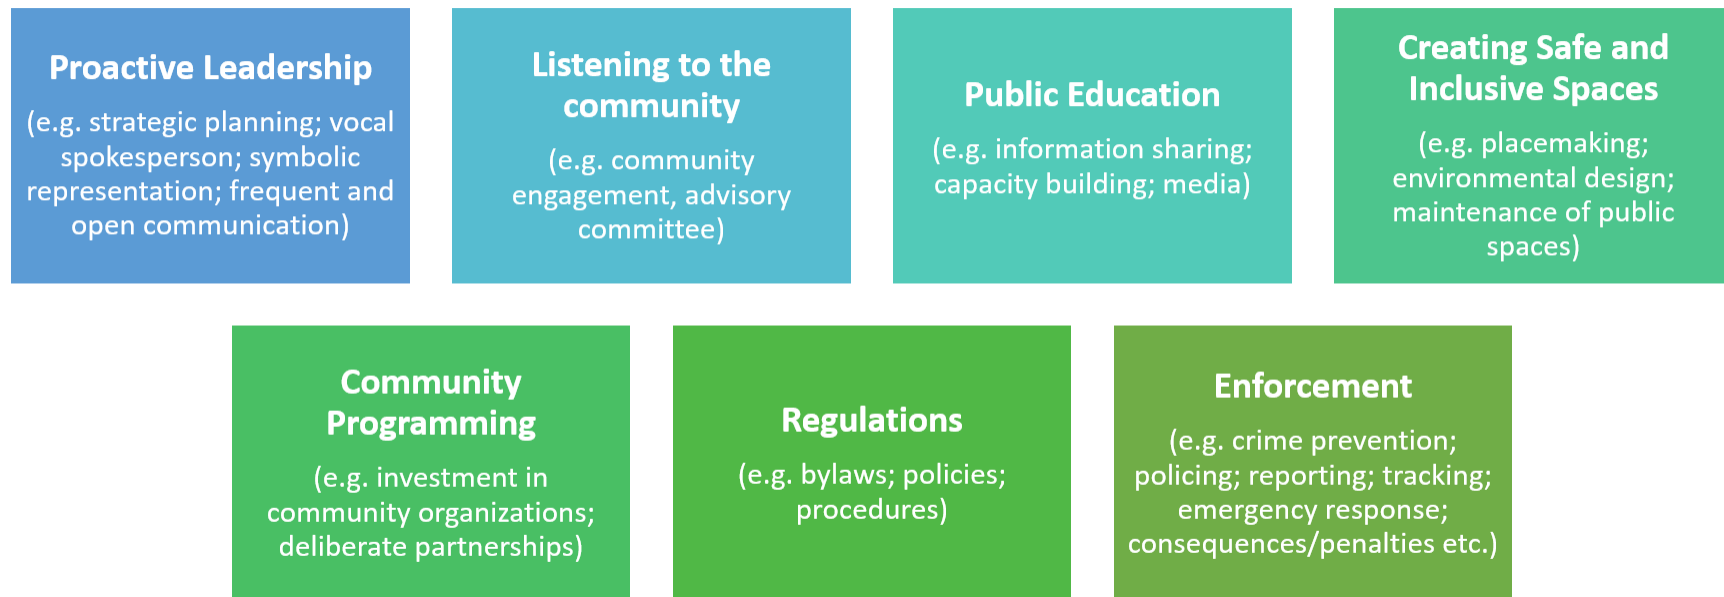 Proactive Leadership
(e.g. strategic planning; vocal
spokesperson; symbolic
representation; frequent and
open communication)
Listening to the
community
(e.g. community
engagement, advisory
committee)
Public Education
(e.g. information sharing;
capacity building; media)
Creating Safe and
Inclusive Spaces
(e.g. placemaking;
environmental design;
maintenance of public
spaces)
Community
Programming
(e.g. investment in
community organizations;
deliberate partnerships)
Regulations
(e.g. bylaws; policies;
procedures)
Enforcement
(e.g. crime prevention;
policing; reporting; tracking;
emergency response;
consequences/penalties etc.)